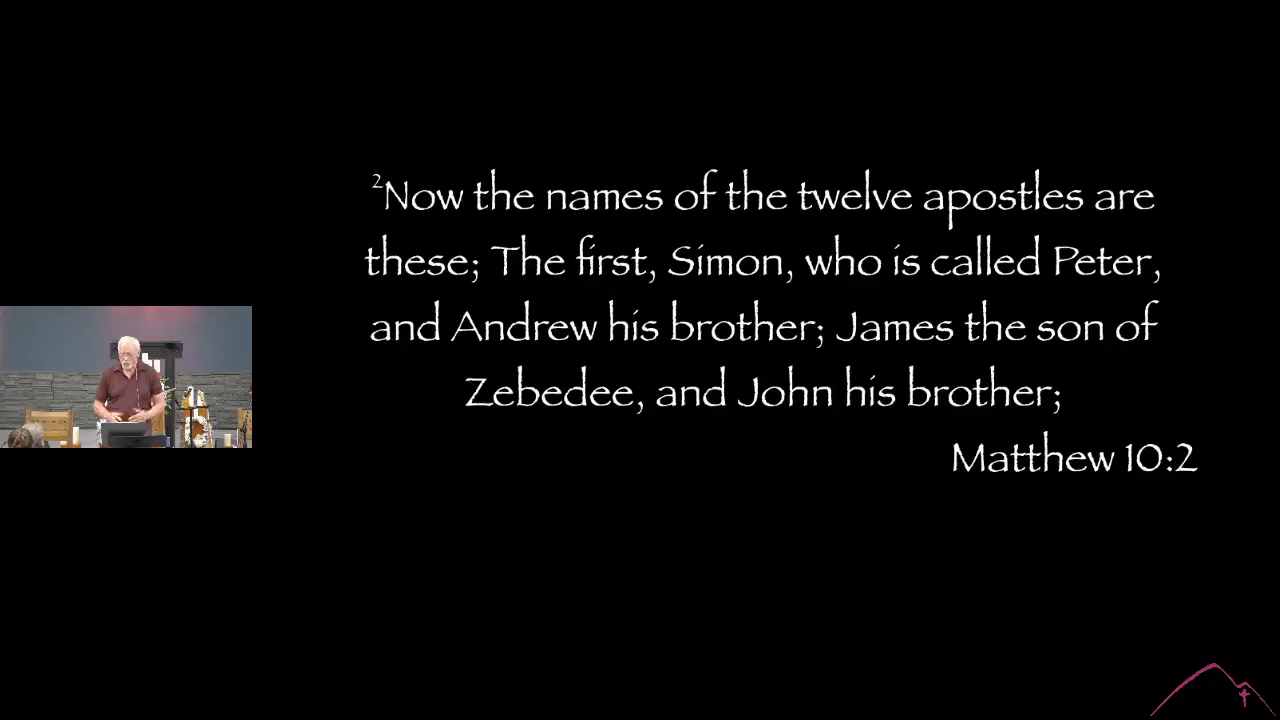 2Now the names of the twelve apostles are
these; The first, Simon, who is called Peter,
and Andrew his brother; James the son of
Zebedee, and John his brother;
Matthew 10:2